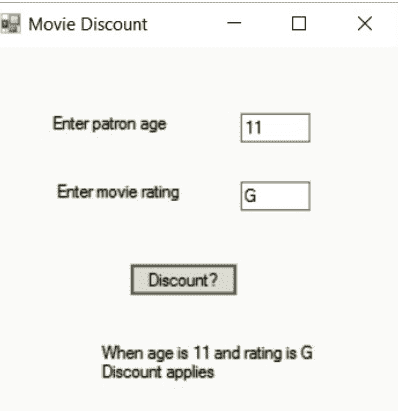 Movie Discount
Enter patron age
11
Enter movie rating
G
Discount?
When age is 11 and rating is G
Discount applies